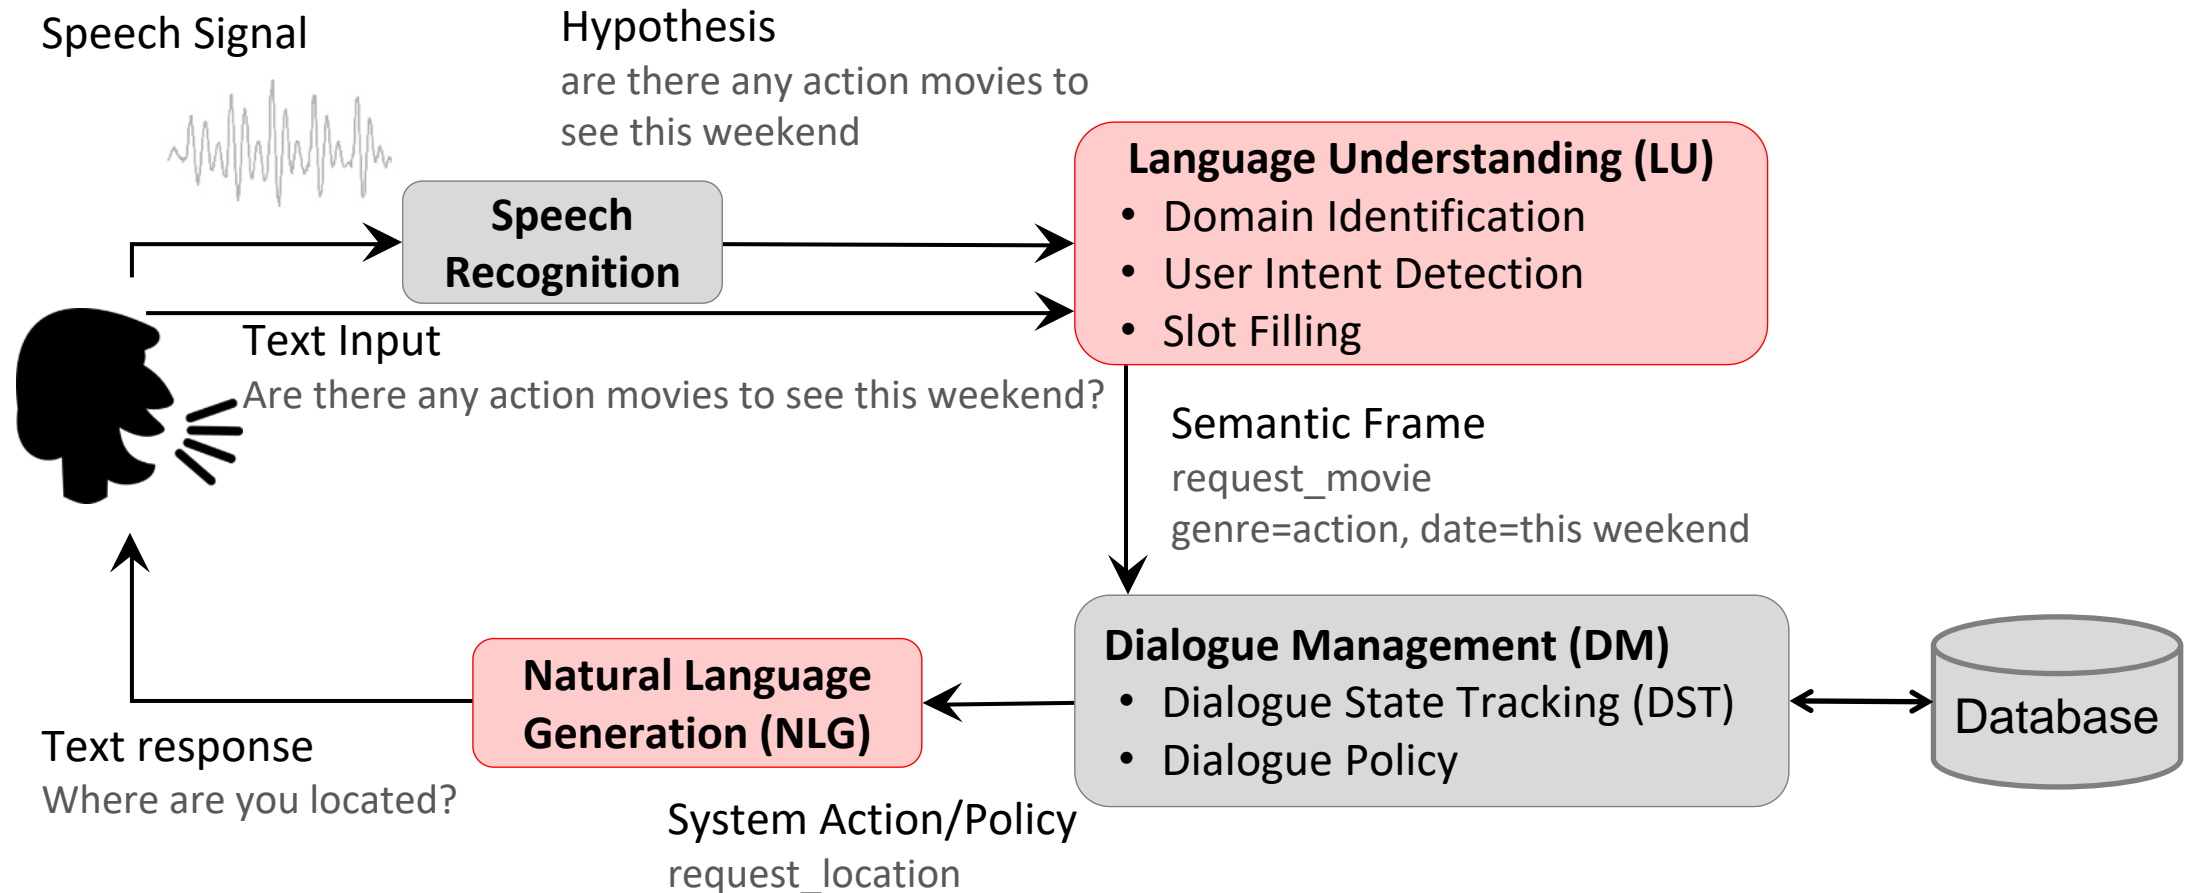 Speech Signal
Hypothesis
are there any action movies to
see this weekend
Speech
Recognition
Language Understanding (LU)
• Domain Identification
• User Intent Detection
• Slot Filling
Text Input
Are there any action movies to see this weekend?
Semantic Frame
request_movie
genre=action, date=this weekend
Dialogue Management (DM)
• Dialogue State Tracking (DST)
• Dialogue Policy
Database
Natural Language
Generation (NLG)
Text response
Where are you located?
System Action/Policy
request_location